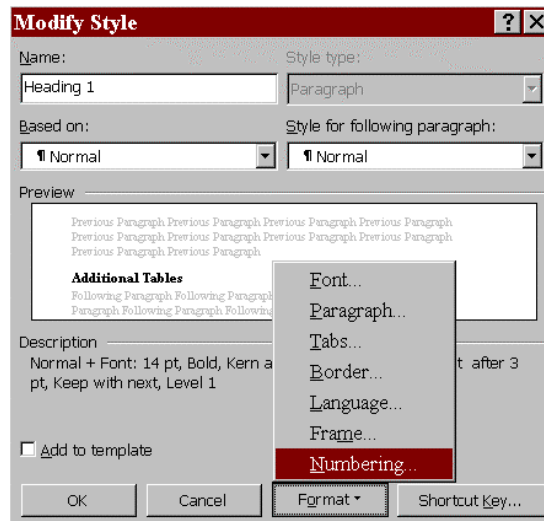 Modify Style
Name:
Style type:
Heading 1
Paragraph
Based on:
Style for following paragraph:
¶ Normal
¶ Normal
Preview
Previous Paragraph Previous Paragraph Previous Paragraph Previous Paragraph
Previous Paragraph Previous Paragraph Previous Paragraph Previous Paragraph
Previous Paragraph Previous Paragraph
Additional Tables
Following Paragraph Following Paragraph
Paragraph Following Paragraph Following
Description
Normal + Font: 14 pt, Bold, Kern a
t after 3
pt, Keep with next, Level 1
Font...
Paragraph...
Tabs...
Border...
Language...
Frame...
Numbering...
Add to template
OK
Cancel
Format
Shortcut Key...